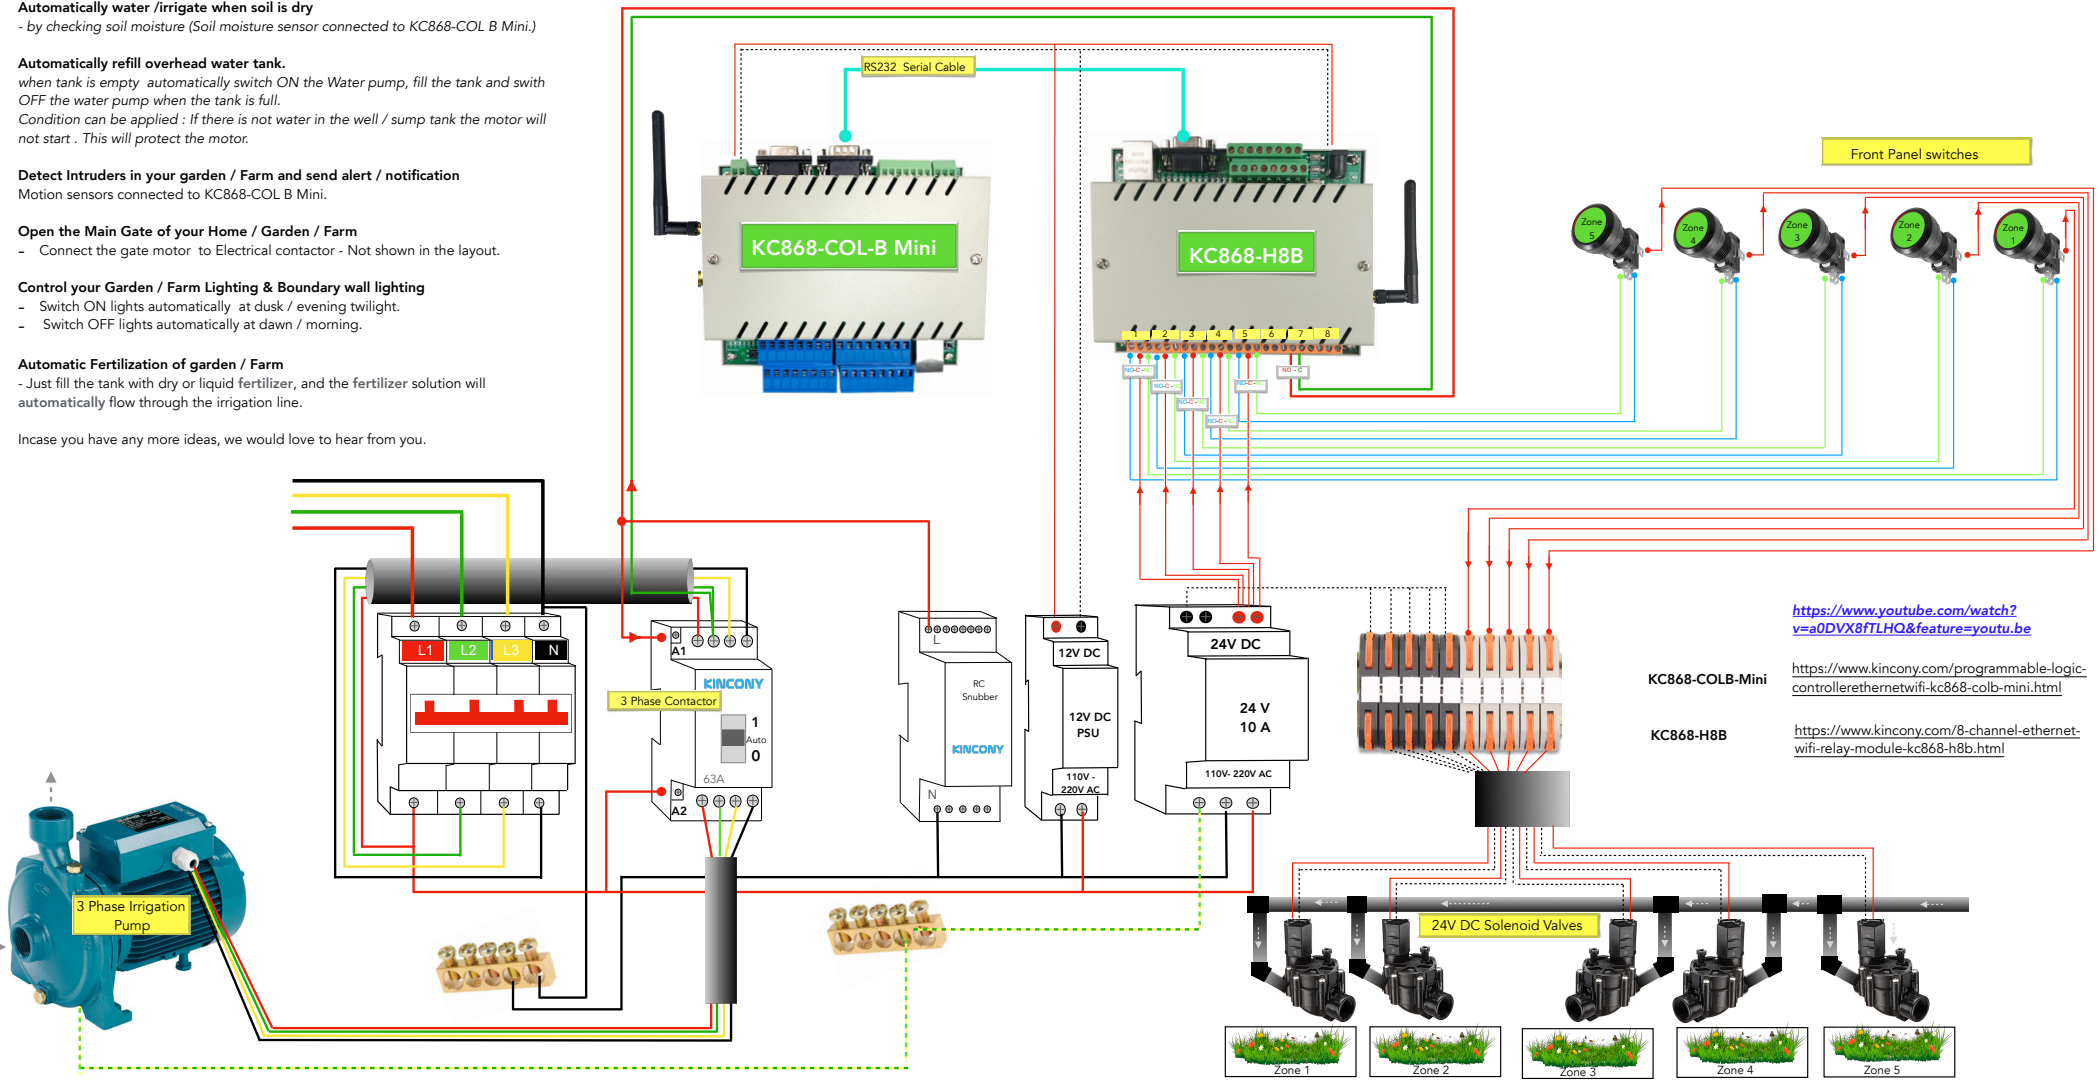 Automatically water /irrigate when soil is dry
- by checking soil moisture (Soil moisture sensor connected to KC868-COL B Mini.)
Automatically refill overhead water tank.
when tank is empty  automatically switch ON the Water pump, fill the tank and swith
OFF the water pump when the tank is full.
Condition can be applied : If there is not water in the well / sump tank the motor will
not start . This will protect the motor.
Detect Intruders in your garden / Farm and send alert / notification
Motion sensors connected to KC868-COL B Mini.
Open the Main Gate of your Home / Garden / Farm
– Connect the gate motor  to Electrical contactor - Not shown in the layout.
Control your Garden / Farm Lighting & Boundary wall lighting
– Switch ON lights automatically  at dusk / evening twilight.
– Switch OFF lights automatically at dawn / morning.
Automatic Fertilization of garden / Farm
- Just fill the tank with dry or liquid fertilizer, and the fertilizer solution will
automatically flow through the irrigation line.
Incase you have any more ideas, we would love to hear from you.
RS232  Serial Cable
KC868-COL-B Mini
KC868-H8B
1 2 3 4 5 6 7 8
NO-C-NC
NO-C-NC
NO-C-NC
NO-C-NC
NO-C-NC
NO - C
Front Panel switches
Zone
5
Zone
4
Zone
3
Zone
2
Zone
1
L1 L2 L3 N
A1
KINCONY
3 Phase Contactor
1
Auto
0
63A
A2
L
RC
Snubber
KINCONY
N
12V DC
12V DC
PSU
110V -
220V AC
24V DC
24 V
10 A
110V- 220V AC
https://www.youtube.com/watch?
v=a0DVX8fTLHQ&feature=youtu.be
KC868-COLB-Mini
https://www.kincony.com/programmable-logic-
controllerethernetwifi-kc868-colb-mini.html
KC868-H8B
https://www.kincony.com/8-channel-ethernet-
wifi-relay-module-kc868-h8b.html
3 Phase Irrigation
Pump
24V DC Solenoid Valves
Zone 1
Zone 2
Zone 3
Zone 4
Zone 5